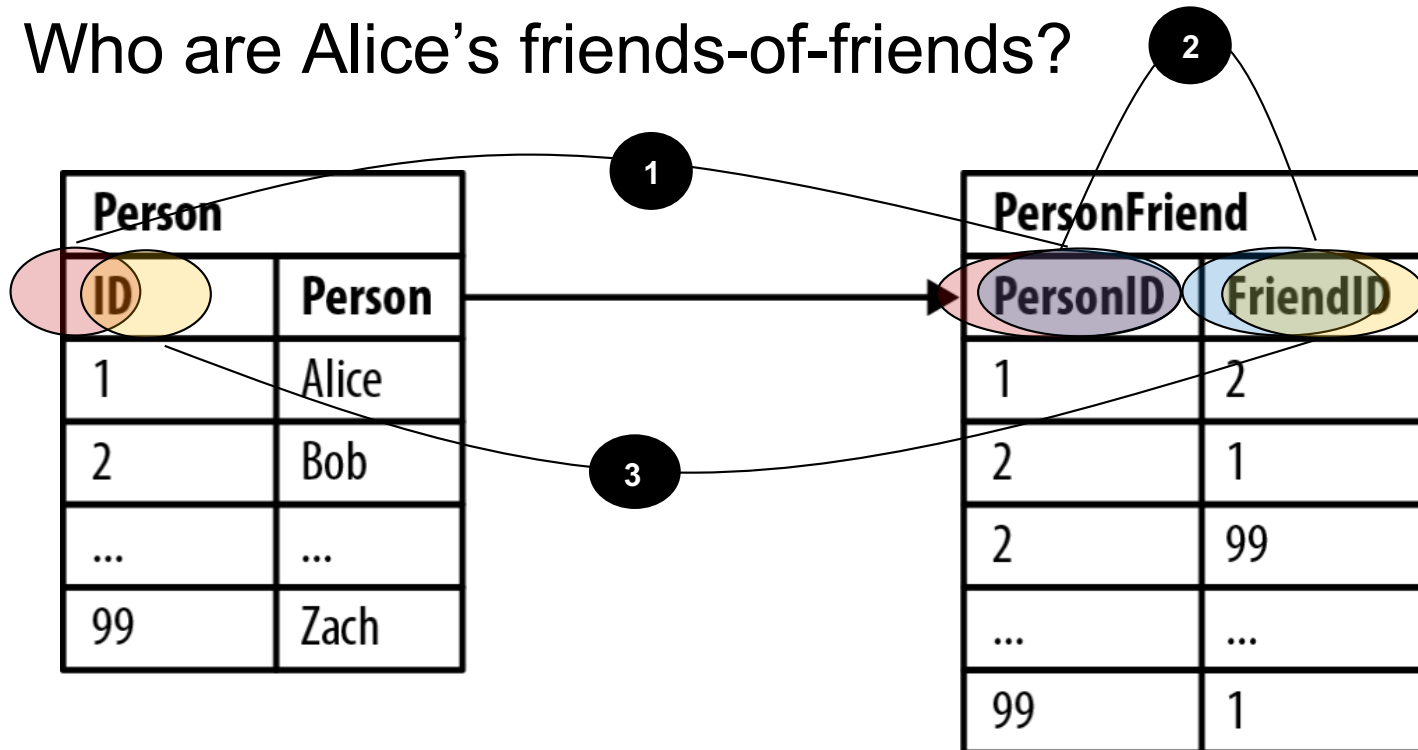 Who are Alice's friends-of-friends?
2
1
Person
ID Person
1 Alice
2 Bob
... ...
99 Zach
3
PersonFriend
PersonID FriendID
1 2
2 1
2 99
... ...
99 1